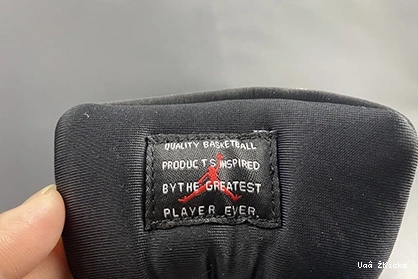 QUALITY BASKETBALL
PRODUCTS INSPIRED
BY THE GREATEST
PLAYER EVER.